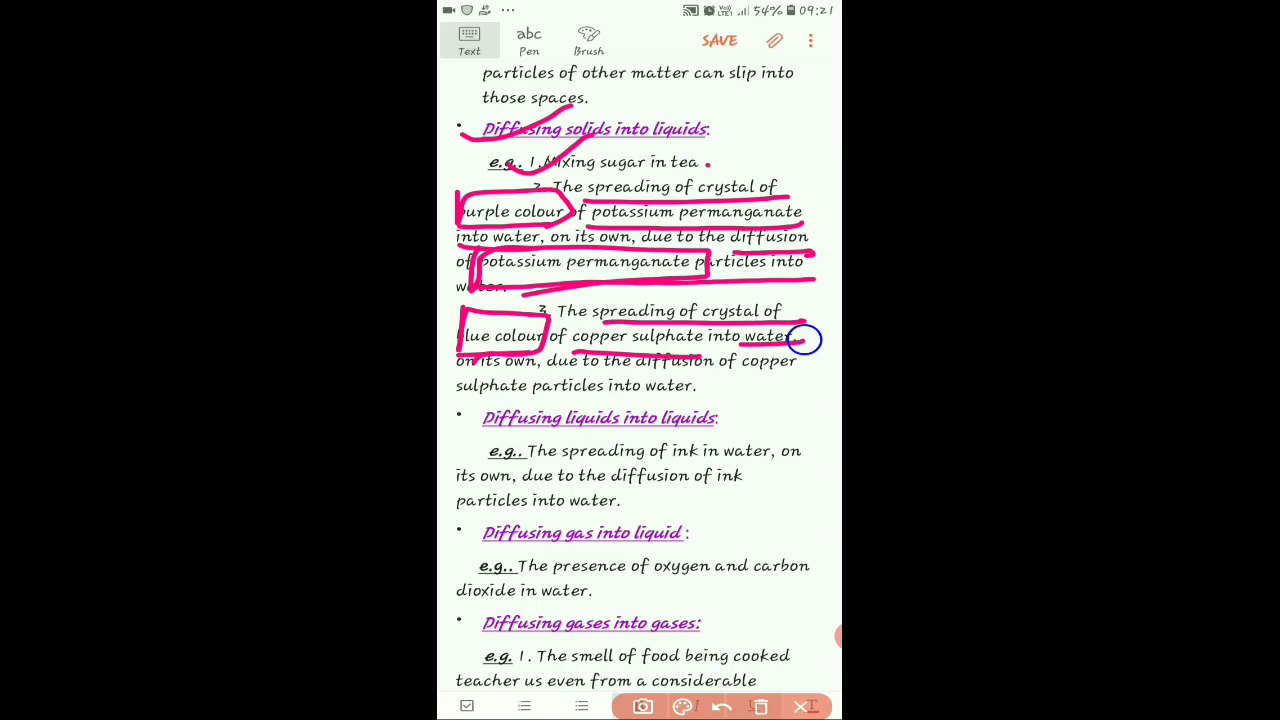 54% 09:21
Text
abc
Pen
Brush
SAVE
particles of other matter can slip into
those spaces.
• Diffusing solids into liquids:
e.g.. 1.Mixing sugar in tea .
2. The spreading of crystal of
purple colour of potassium permanganate
into water, on its own, due to the diffusion
of potassium permanganate particles into
water.
3. The spreading of crystal of
blue colour of copper sulphate into water,
on its own, due to the diffusion of copper
sulphate particles into water.
• Diffusing liquids into liquids:
e.g.. The spreading of ink in water, on
its own, due to the diffusion of ink
particles into water.
• Diffusing gas into liquid :
e.g.. The presence of oxygen and carbon
dioxide in water.
• Diffusing gases into gases:
e.g. 1. The smell of food being cooked
teacher us even from a considerable